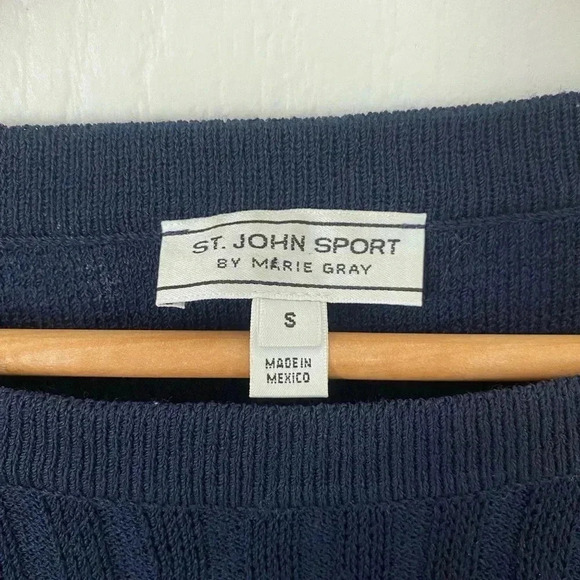 ST. JOHN SPORT
BY MARIE GRAY
S
MADE IN
MEXICO